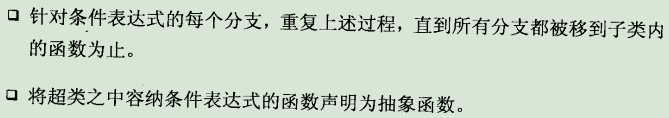 ❑ 针对条件表达式的每个分支，重复上述过程，直到所有分支都被移到子类内
的函数为止。
❑ 将超类之中容纳条件表达式的函数声明为抽象函数。